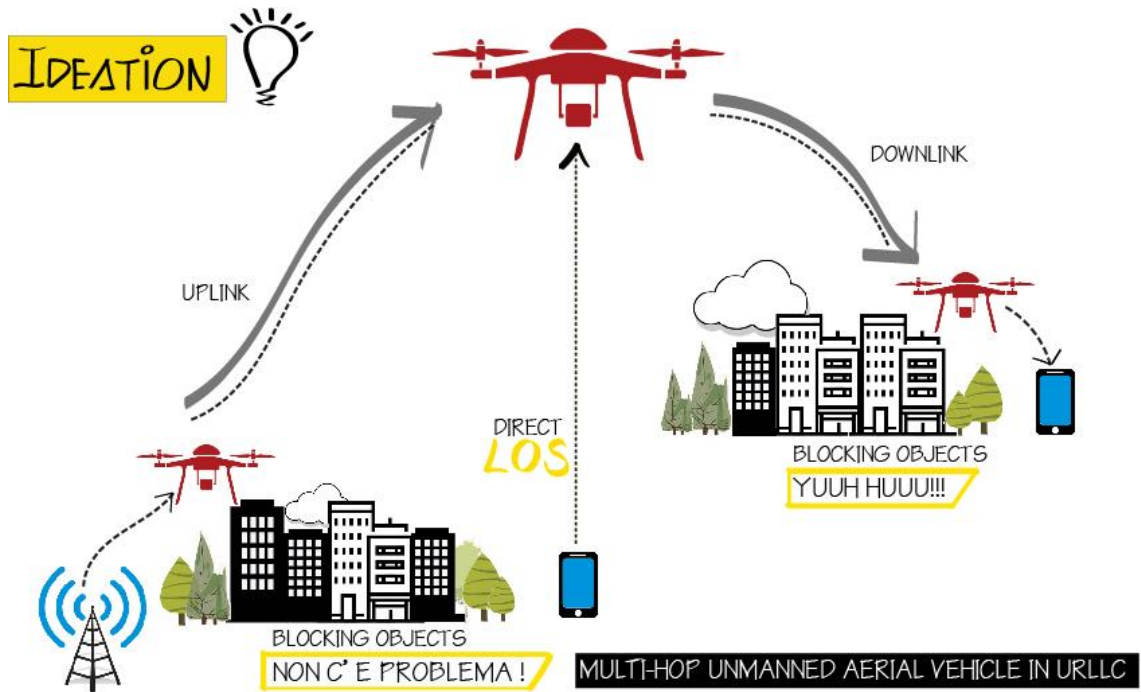 IDEATION
DOWNLINK
UPLINK
DIRECT
LOS
BLOCKING OBJECTS
YUUH HUUU!!!
BLOCKING OBJECTS
NON C' E PROBLEMA !
MULTI-HOP UNMANNED AERIAL VEHICLE IN URLLC